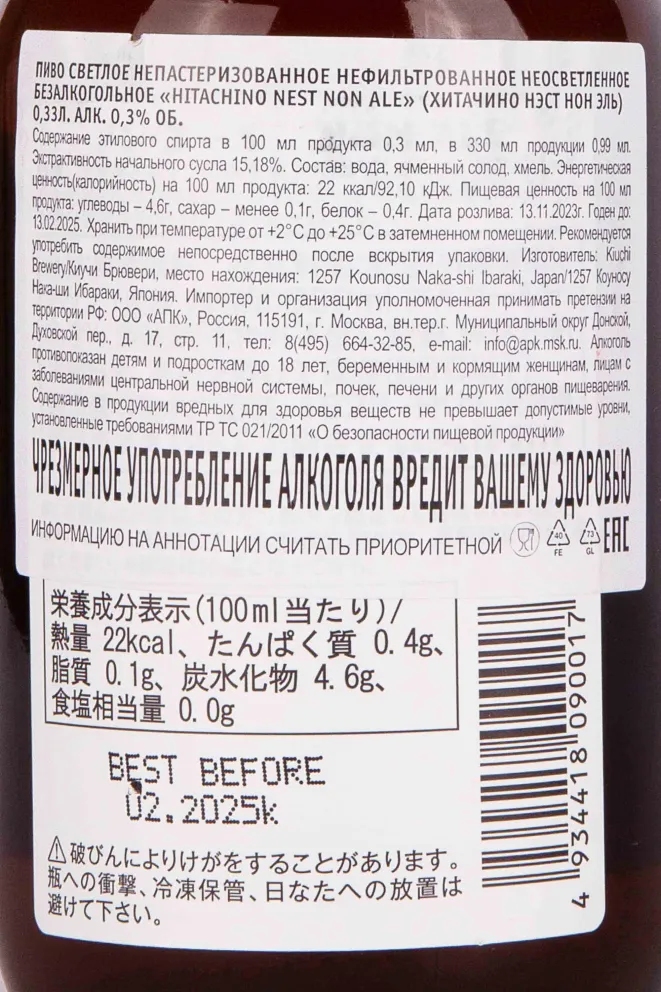 ПИВО СВЕТЛОЕ НЕПАСТЕРИЗОВАННОЕ НЕФИЛЬТРОВАННОЕ НЕОСВЕТЛЕННОЕ
БЕЗАЛКОГОЛЬНОЕ «HITACHINO NEST NON ALE» (ХИТАЧИНО НЭСТ НОН ЭЛЬ)
0,33Л. АЛК. 0,3% ОБ.
Содержание этилового спирта в 100 мл продукта 0,3 мл, в 330 мл продукции 0,99 мл.
Экстрактивность начального сусла 15,18%. Состав: вода, ячменный солод, хмель. Энергетическая
ценность(калорийность) на 100 мл продукта: 22 ккал/92,10 кДж. Пищевая ценность на 100 мл
продукта: углеводы – 4,6г, сахар – менее 0,1г, белок – 0,4г. Дата розлива: 13.11.2023г. Годен до:
13.02.2025. Хранить при температуре от +2°С до +25°С в затемненном помещении. Рекомендуется
употребить содержимое непосредственно после вскрытия упаковки. Изготовитель: Kiuchi
Brewery/Киучи Брювери, место нахождения: 1257 Kounosu Naka-shi Ibaraki, Japan/1257 Коуносу
Нака-ши Ибараки, Япония. Импортер и организация уполномоченная принимать претензии на
территории РФ: ООО «АПК», Россия, 115191, г. Москва, вн.тер.г. Муниципальный округ Донской,
Духовской пер., д. 17, стр. 11, тел: 8(495) 664-32-85, e-mail: info@apk.msk.ru. Алкоголь
противопоказан детям и подросткам до 18 лет, беременным и кормящим женщинам, лицам с
заболеваниями центральной нервной системы, почек, печени и других органов пищеварения.
Содержание в продукции вредных для здоровья веществ не превышает допустимые уровни,
установленные требованиями ТР ТС 021/2011 «О безопасности пищевой продукции»
ЧРЕЗМЕРНОЕ УПОТРЕБЛЕНИЕ АЛКОГОЛЯ ВРЕДИТ ВАШЕМУ ЗДОРОВЬЮ
ИНФОРМАЦИЮ НА АННОТАЦИИ СЧИТАТЬ ПРИОРИТЕТНОЙ 40 FE 73 GL ЕАС
栄養成分表示(100ml当たり)/
熱量 22kcal、たんぱく質 0.4g、
脂質 0.1g、炭水化物 4.6g、
食塩相当量 0.0g
BEST BEFORE
02.2025k
4 934418 090017
⚠破びんによりけがをすることがあります。
瓶への衝撃、冷凍保管、日なたへの放置は
避けて下さい。